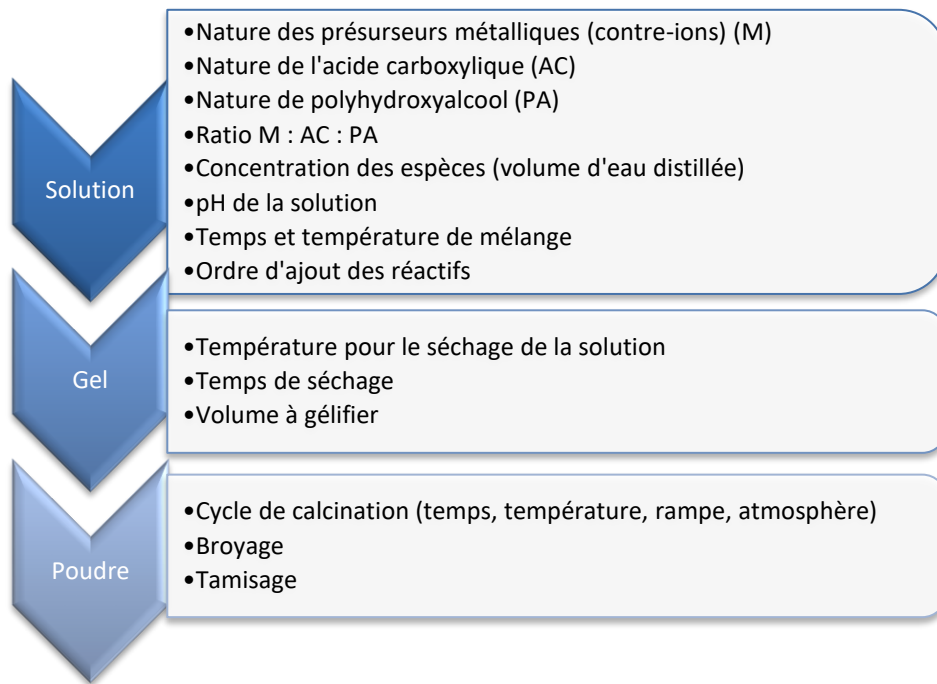 Solution
•Nature des présurseurs métalliques (contre-ions) (M)
•Nature de l'acide carboxylique (AC)
•Nature de polyhydroxyalcool (PA)
•Ratio M : AC : PA
•Concentration des espèces (volume d'eau distillée)
•pH de la solution
•Temps et température de mélange
•Ordre d'ajout des réactifs
Gel
•Température pour le séchage de la solution
•Temps de séchage
•Volume à gélifier
Poudre
•Cycle de calcination (temps, température, rampe, atmosphère)
•Broyage
•Tamisage